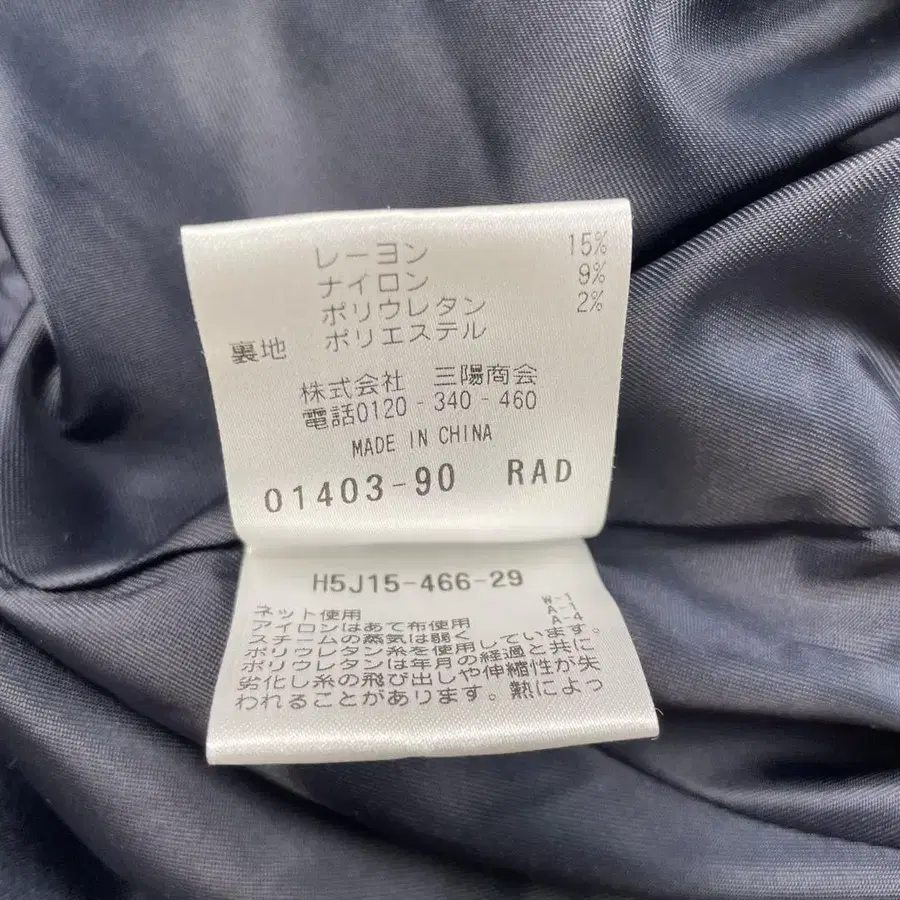 レーヨン 15%
ナイロン 9%
ポリウレタン 2%
裏地 ポリエステル
株式会社 三陽商会
電話0120-340-460
MADE IN CHINA
01403-90 RAD
H5J15-466-29
W-1
A-1
A-4
ネット使用
アイロンはあて布使用
スチームの蒸気は弱く
ポリウレタン糸を使用しています。
ポリウレタンは年月の経過と共に
劣化し糸の飛び出しや伸縮性が失
われることがあります。熱によっ